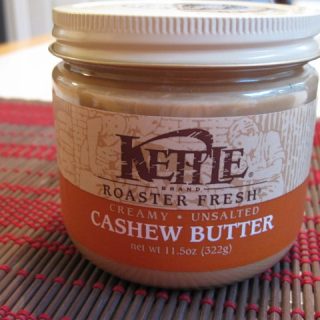 KETTLE®
BRAND
ROASTER FRESH®
CREAMY • UNSALTED
CASHEW BUTTER
net wt 11.5oz (322g)